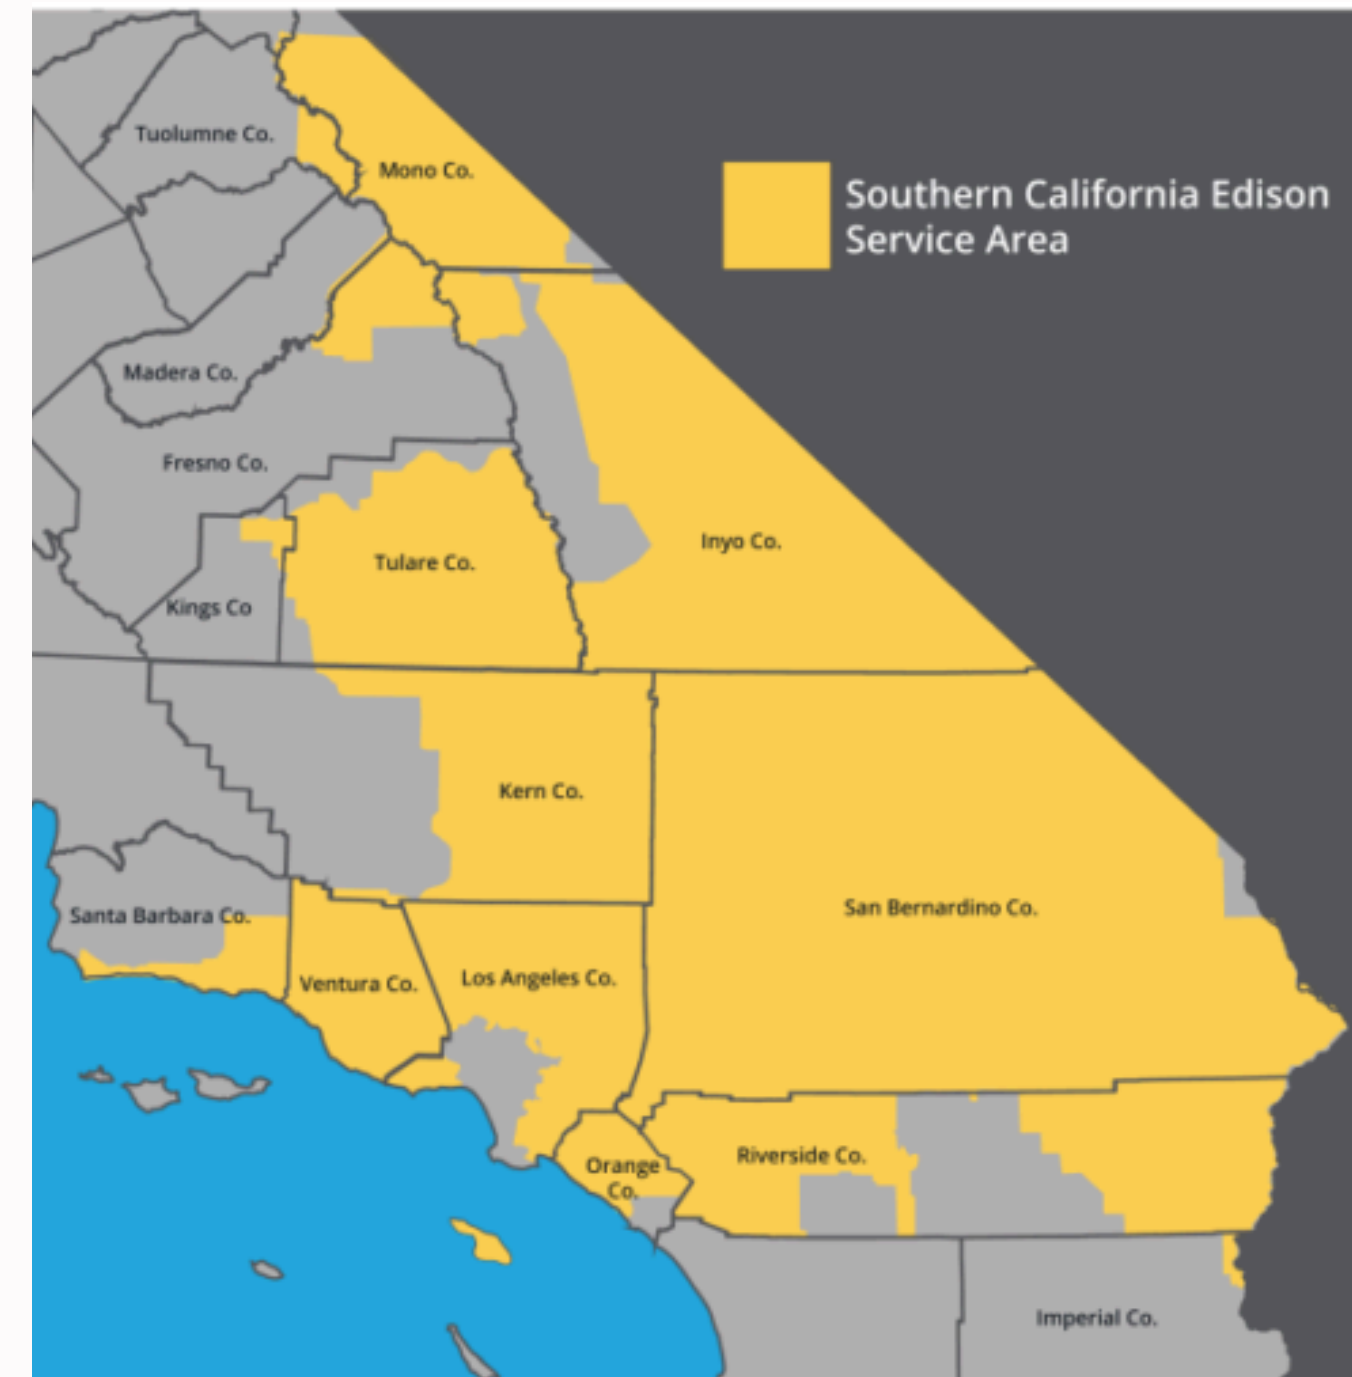 Tuolumne Co.
Mono Co.
Southern California Edison
Service Area
Madera Co.
Fresno Co.
Inyo Co.
Tulare Co.
Kings Co
Kern Co.
San Bernardino Co.
Santa Barbara Co.
Ventura Co.
Los Angeles Co.
Riverside Co.
Orange
Co.
Imperial Co.